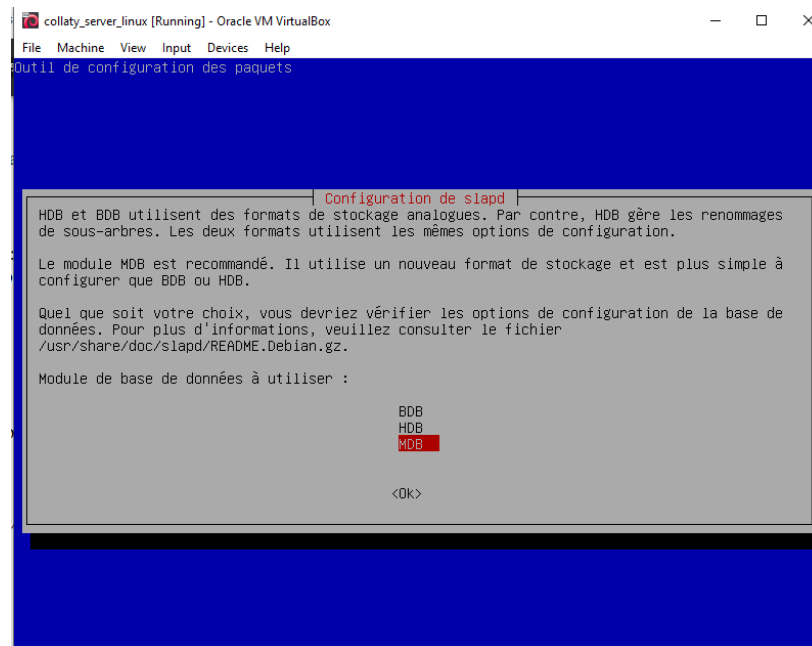 collaty_server_linux [Running] - Oracle VM VirtualBox
File Machine View Input Devices Help
Outil de configuration des paquets
Configuration de slapd
HDB et BDB utilisent des formats de stockage analogues. Par contre, HDB gère les renommages
de sous-arbres. Les deux formats utilisent les mêmes options de configuration.
Le module MDB est recommandé. Il utilise un nouveau format de stockage et est plus simple à
configurer que BDB ou HDB.
Quel que soit votre choix, vous devriez vérifier les options de configuration de la base de
données. Pour plus d'informations, veuillez consulter le fichier
/usr/share/doc/slapd/README.Debian.gz.
Module de base de données à utiliser :
BDB
HDB
MDB
<Ok>